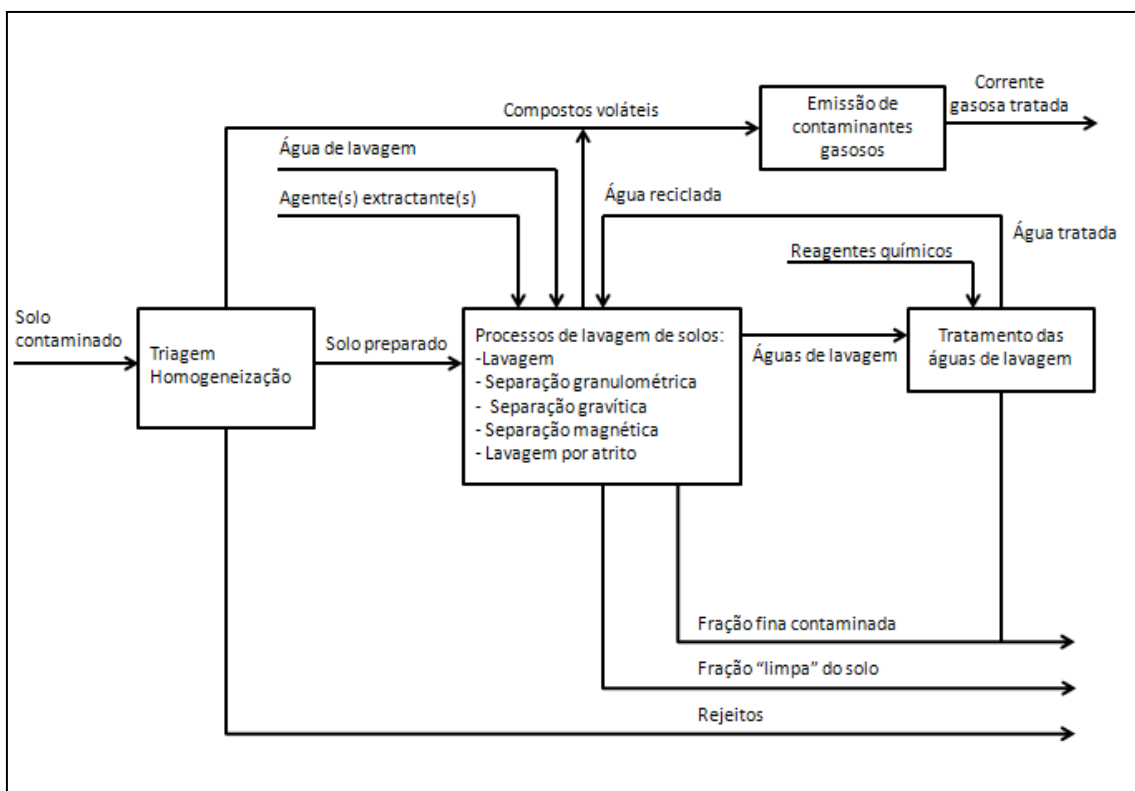 Corrente
gasosa tratada
Emissão de
contaminantes
gasosos
Compostos voláteis
Água de lavagem
Agente(s) extractante(s)
Água reciclada
Água tratada
Reagentes químicos
Solo
contaminado
Triagem
Homogeneização
Solo preparado
Processos de lavagem de solos:
-Lavagem
- Separação granulométrica
- Separação gravítica
- Separação magnética
- Lavagem por atrito
Águas de lavagem
Tratamento das
águas de lavagem
Fração fina contaminada
Fração “limpa” do solo
Rejeitos